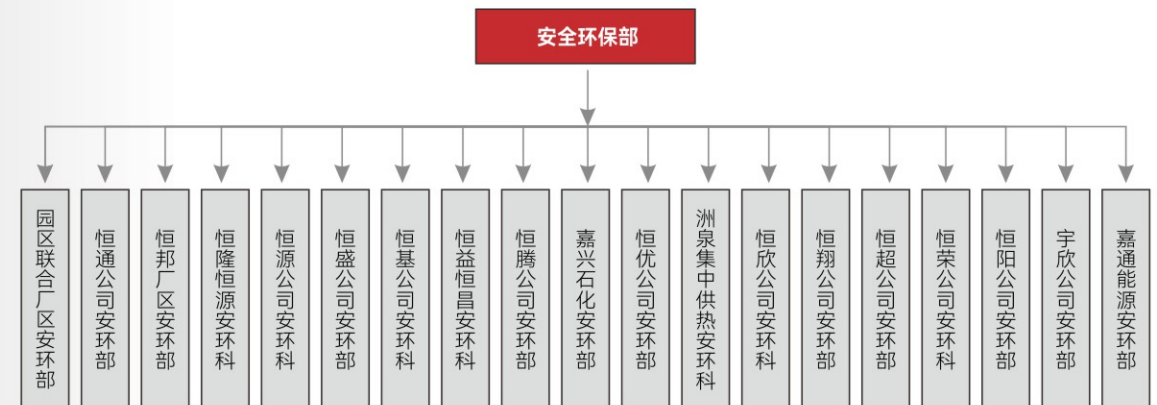 安全环保部
园区联合厂区安环部
恒通公司安环部
恒邦厂区安环部
恒隆恒源安环科
恒源公司安环科
恒盛公司安环部
恒基公司安环科
恒益恒昌安环科
恒腾公司安环部
嘉兴石化安环部
恒优公司安环部
洲泉集中供热安环科
恒欣公司安环科
恒翔公司安环部
恒超公司安环部
恒荣公司安环科
恒阳公司安环部
宇欣公司安环部
嘉通能源安环部